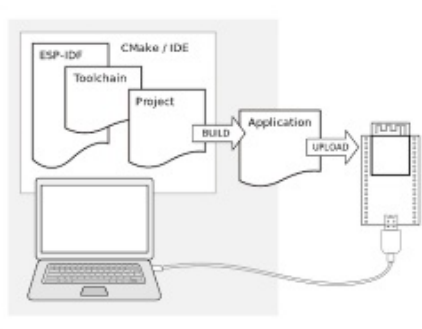 ESP-IDF
CMake / IDE
Toolchain
Project
BUILD
Application
UPLOAD